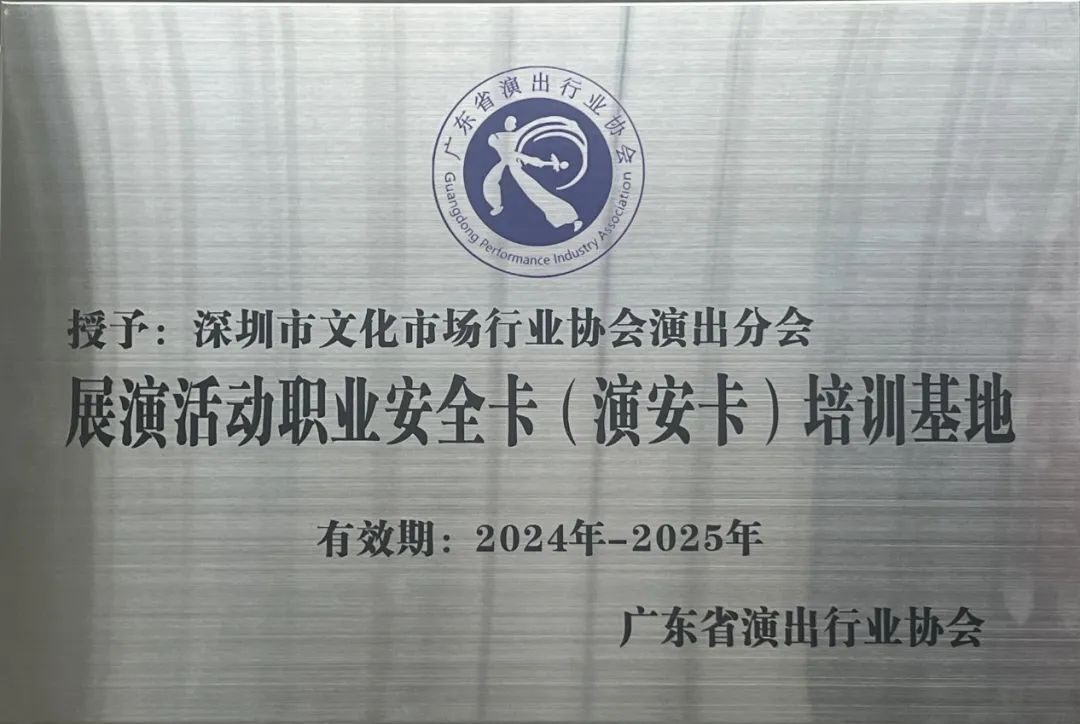 广东省演出行业协会
Guangdong Performance Industry Association
授予：深圳市文化市场行业协会演出分会
展演活动职业安全卡（演安卡）培训基地
有效期：2024年-2025年
广东省演出行业协会